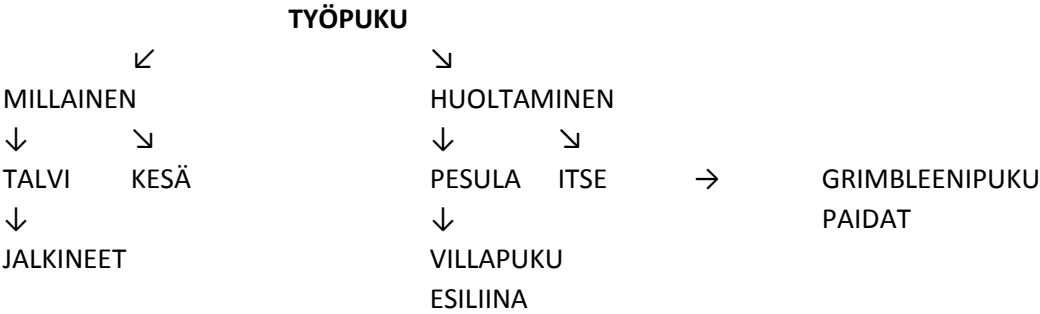 TYÖPUKU
↙ ↘
MILLAINEN HUOLTAMINEN
↓ ↘ ↓ ↘
TALVI KESÄ PESULA ITSE → GRIMBLEENIPUKU
↓ ↓ PAIDAT
JALKINEET VILLAPUKU
ESILIINA